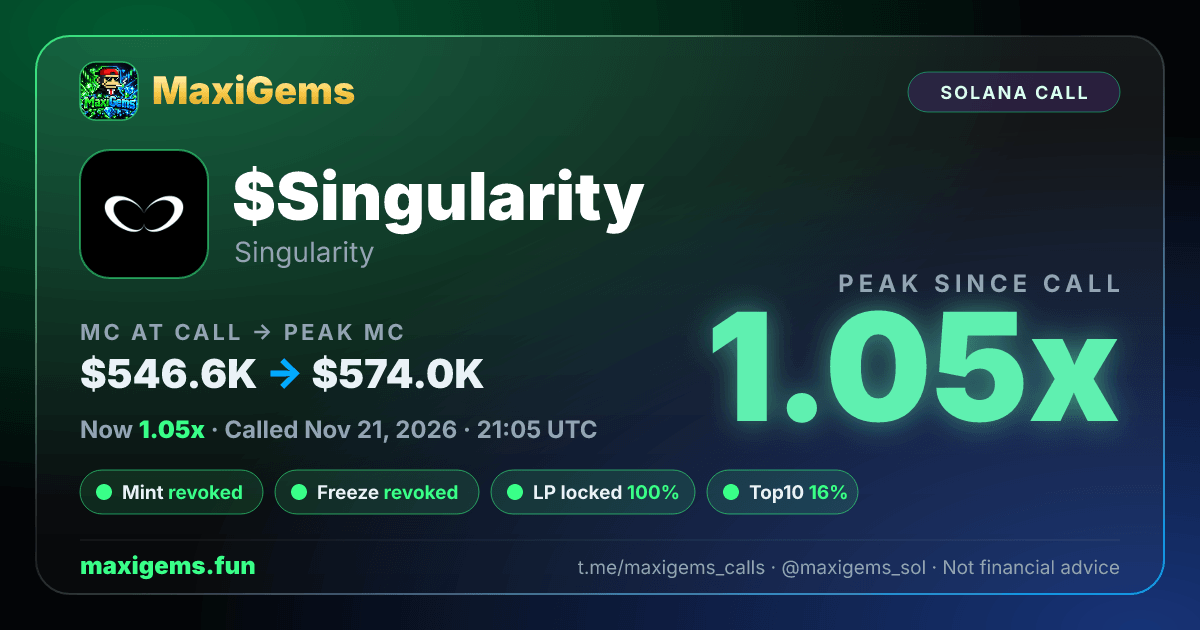 MaxiGems
SOLANA CALL
$Singularity
Singularity
PEAK SINCE CALL
1.05x
MC AT CALL → PEAK MC
$546.6K → $574.0K
Now 1.05x · Called Nov 21, 2026 · 21:05 UTC
Mint revoked
Freeze revoked
LP locked 100%
Top10 16%
maxigems.fun
t.me/maxigems_calls · @maxigems_sol · Not financial advice